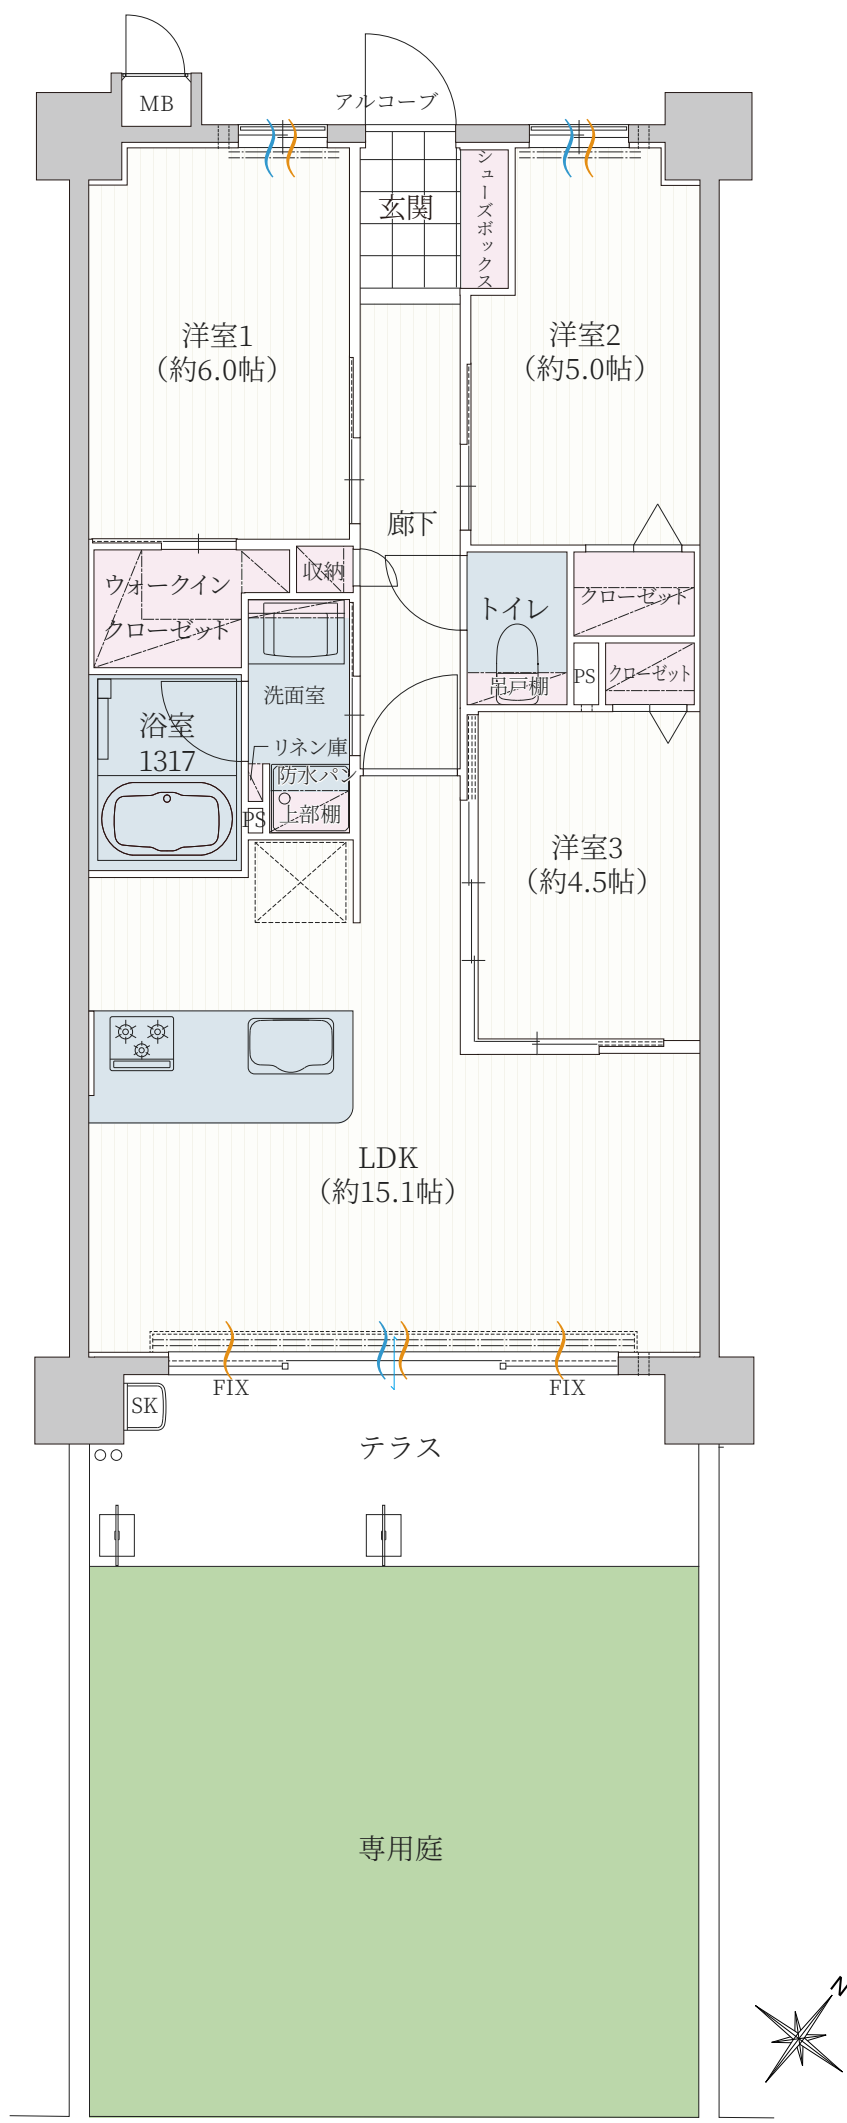 MB
アルコーブ
玄関
シューズボックス
洋室1
（約6.0帖）
洋室2
（約5.0帖）
廊下
ウォークイン
クローゼット
収納
トイレ
吊戸棚
クローゼット
PS
クローゼット
洗面室
浴室
1317
リネン庫
防水パン
上部棚
PS
洋室3
（約4.5帖）
LDK
（約15.1帖）
FIX
FIX
SK
テラス
専用庭
N